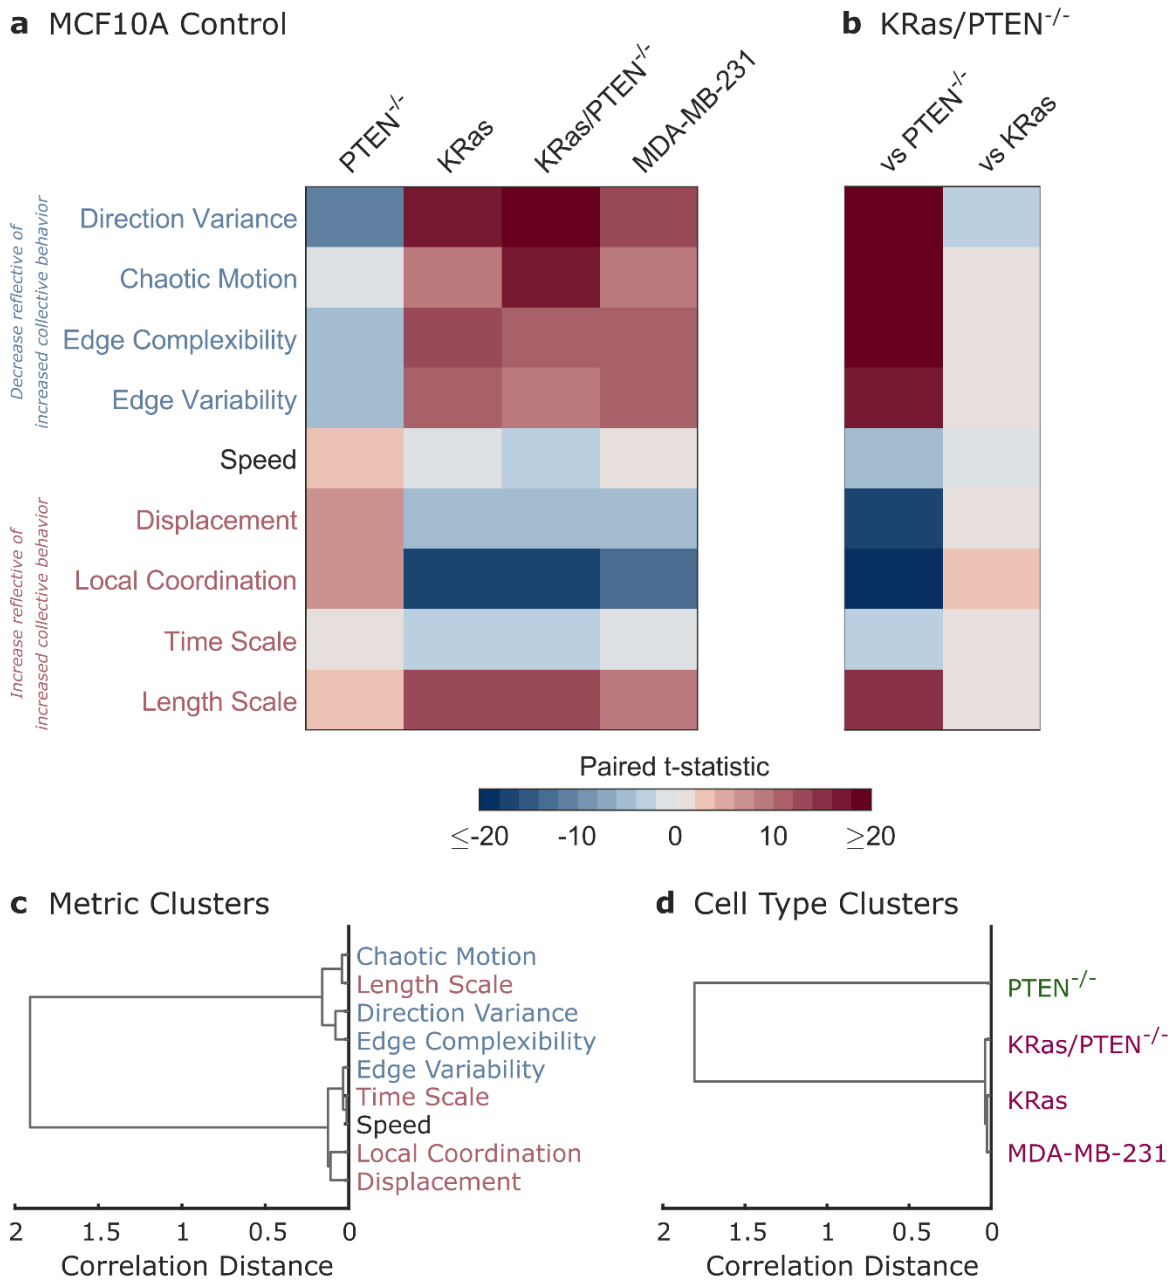 a MCF10A Control
b KRas/PTEN-/-
PTEN-/-
KRas
KRas/PTEN-/-
MDA-MB-231
vs PTEN-/-
vs KRas
Decrease reflective of
increased collective behavior
Direction Variance
Chaotic Motion
Edge Complexibility
Edge Variability
Speed
Increase reflective of
increased collective behavior
Displacement
Local Coordination
Time Scale
Length Scale
Paired t-statistic
≤-20 -10 0 10 ≥20
c Metric Clusters
Chaotic Motion
Length Scale
Direction Variance
Edge Complexibility
Edge Variability
Time Scale
Speed
Local Coordination
Displacement
2 1.5 1 0.5 0
Correlation Distance
d Cell Type Clusters
PTEN-/-
KRas/PTEN-/-
KRas
MDA-MB-231
2 1.5 1 0.5 0
Correlation Distance